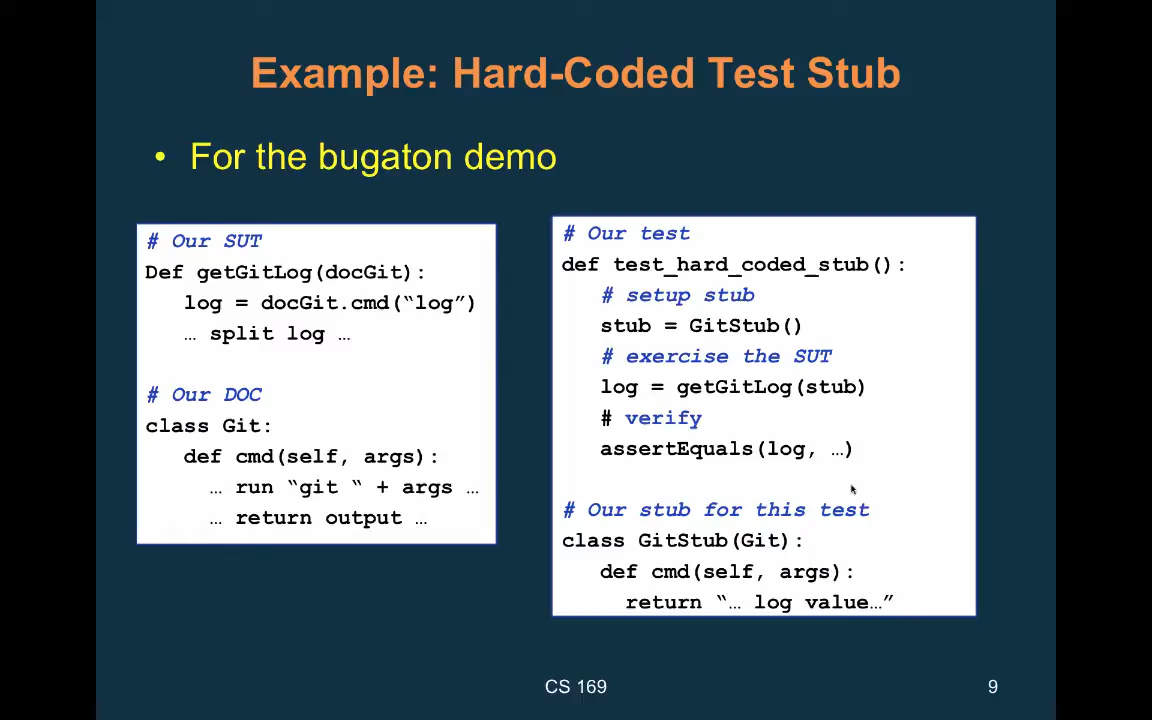 Example: Hard-Coded Test Stub
• For the bugaton demo
# Our SUT
Def getGitLog(docGit):
log = docGit.cmd(“log”)
… split log …
# Our DOC
class Git:
def cmd(self, args):
… run “git “ + args …
… return output …
# Our test
def test_hard_coded_stub():
# setup stub
stub = GitStub()
# exercise the SUT
log = getGitLog(stub)
# verify
assertEquals(log, …)
# Our stub for this test
class GitStub(Git):
def cmd(self, args):
return “… log value…”
CS 169
9